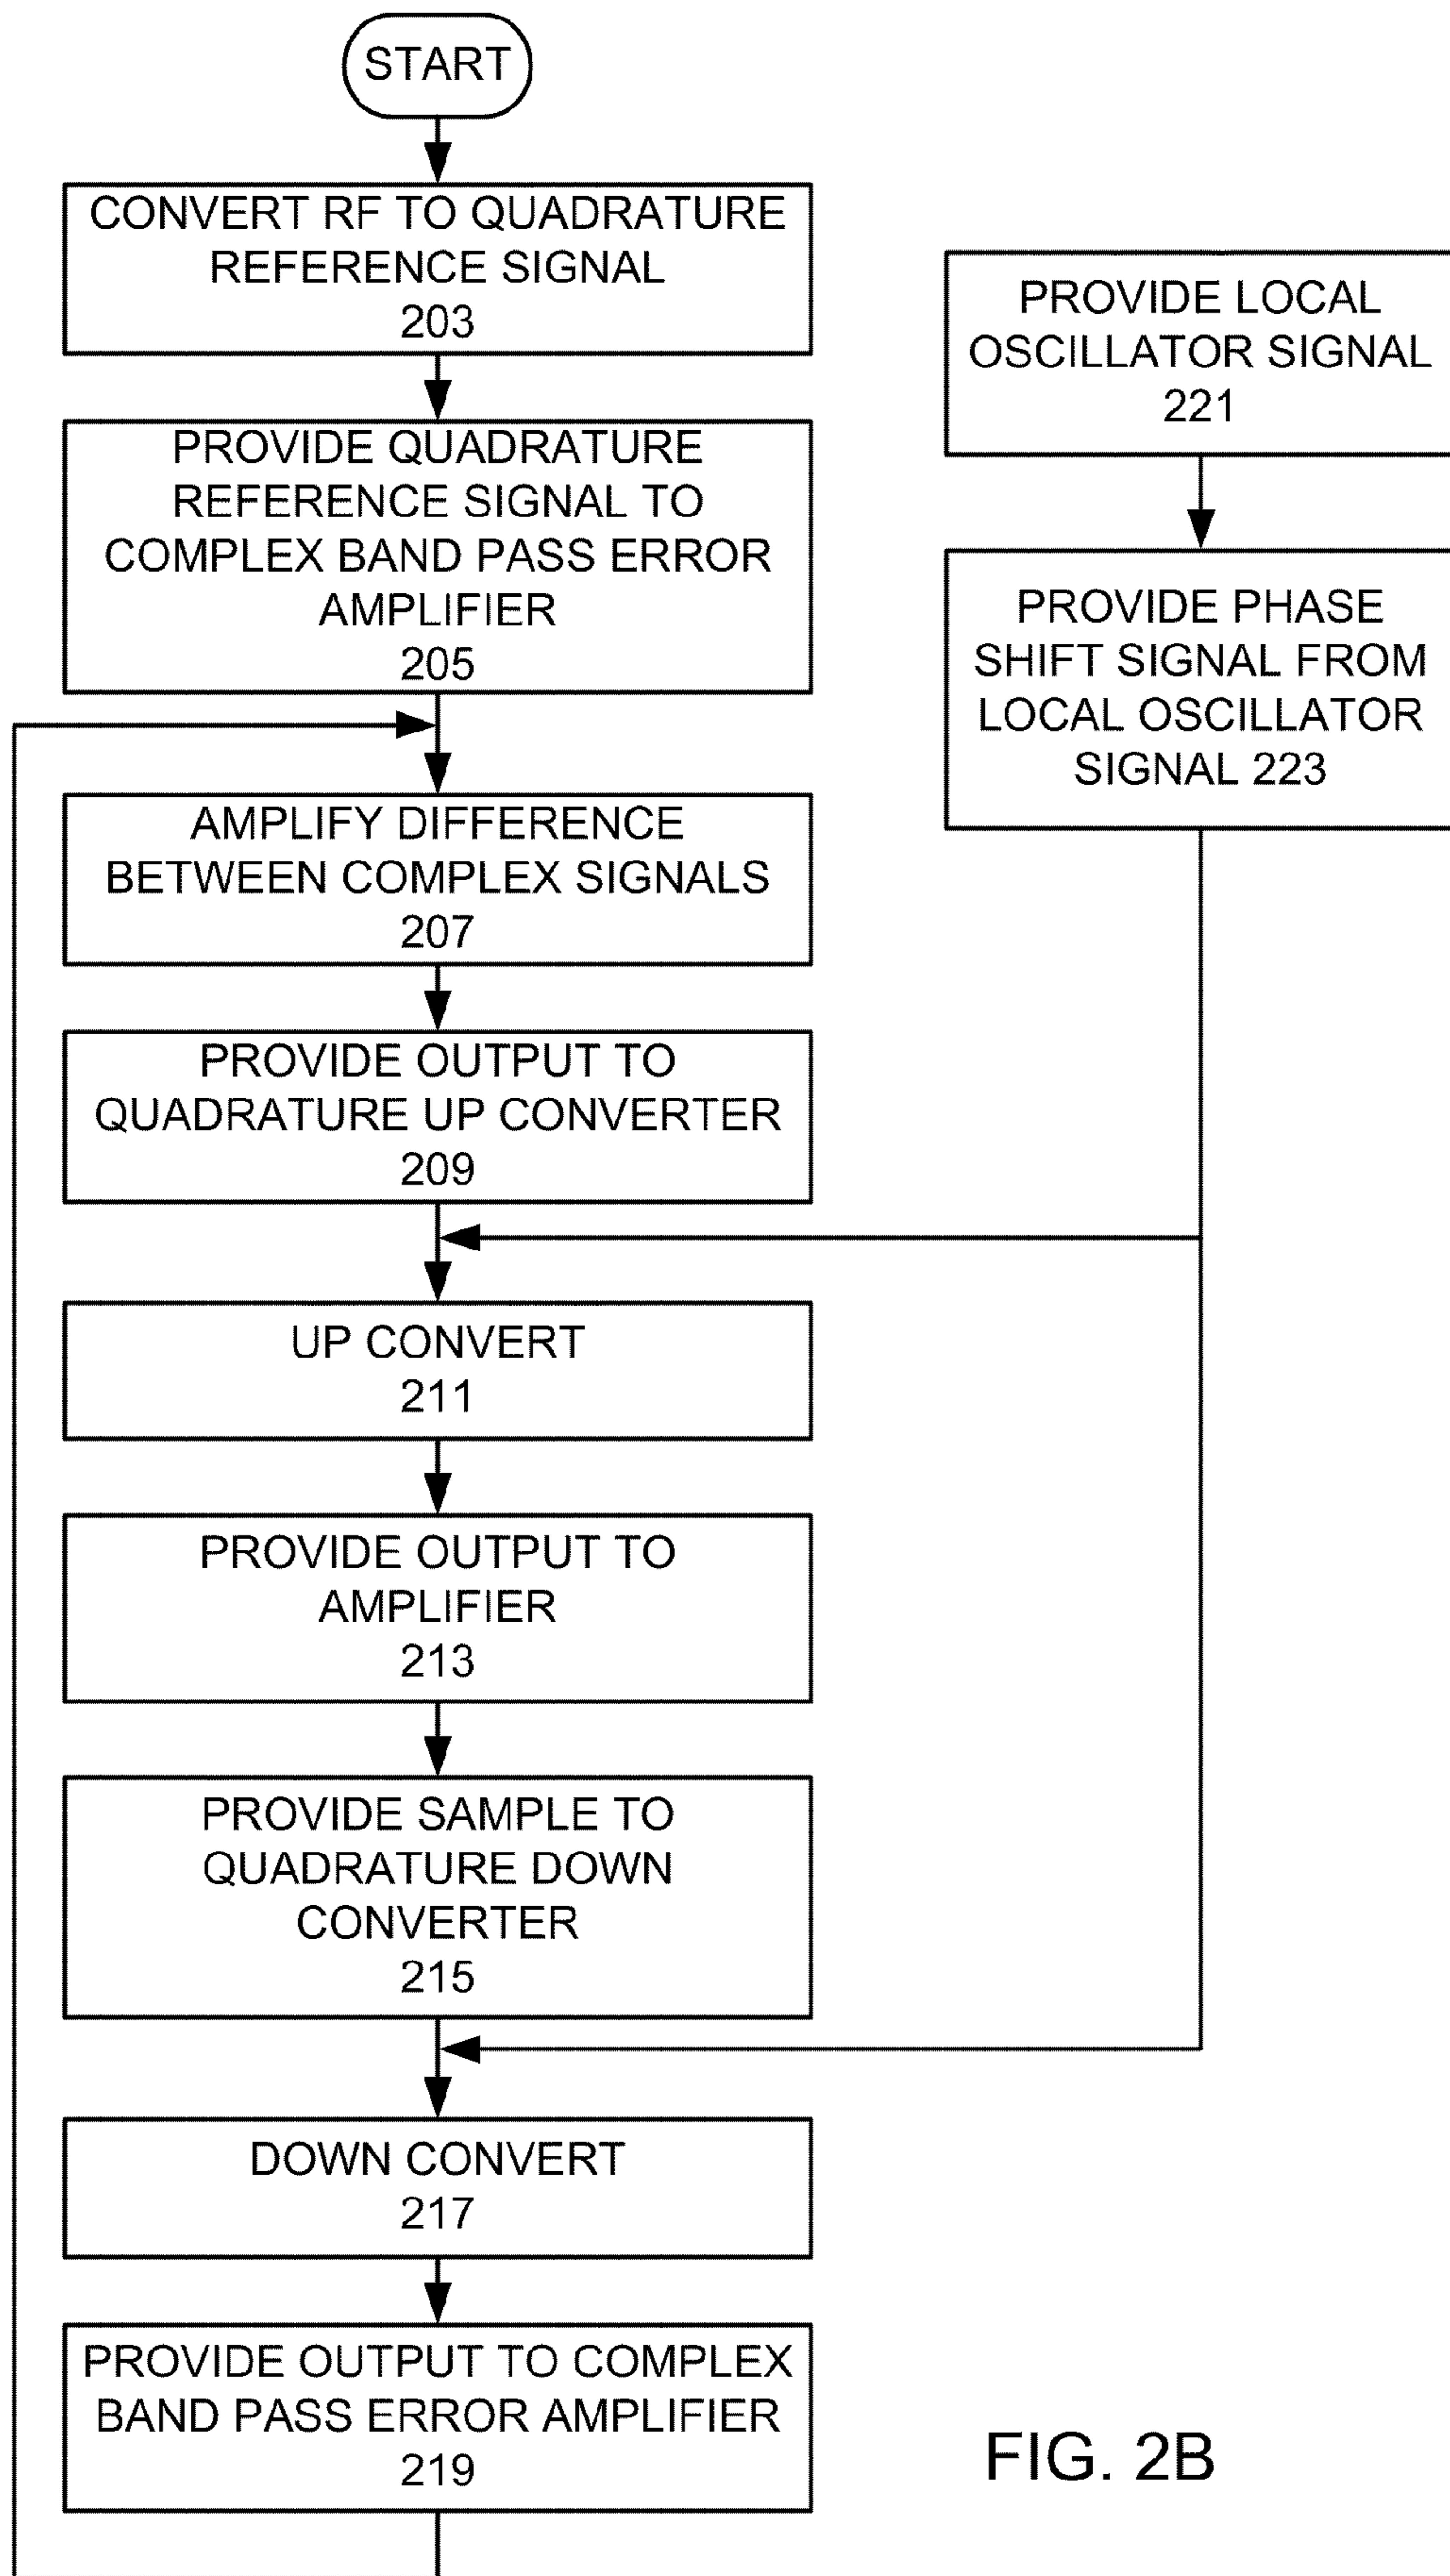 START
CONVERT RF TO QUADRATURE
REFERENCE SIGNAL
203
PROVIDE QUADRATURE
REFERENCE SIGNAL TO
COMPLEX BAND PASS ERROR
AMPLIFIER
205
AMPLIFY DIFFERENCE
BETWEEN COMPLEX SIGNALS
207
PROVIDE OUTPUT TO
QUADRATURE UP CONVERTER
209
UP CONVERT
211
PROVIDE OUTPUT TO
AMPLIFIER
213
PROVIDE SAMPLE TO
QUADRATURE DOWN
CONVERTER
215
DOWN CONVERT
217
PROVIDE OUTPUT TO COMPLEX
BAND PASS ERROR AMPLIFIER
219
PROVIDE LOCAL
OSCILLATOR SIGNAL
221
PROVIDE PHASE
SHIFT SIGNAL FROM
LOCAL OSCILLATOR
SIGNAL 223
FIG. 2B